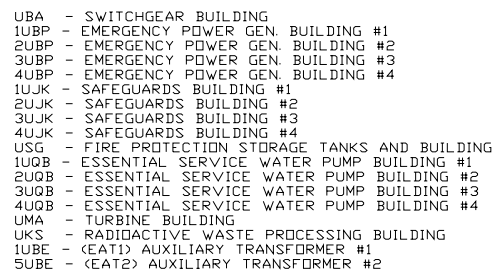 UBA - SWITCHGEAR BUILDING
1UBP - EMERGENCY POWER GEN. BUILDING #1
2UBP - EMERGENCY POWER GEN. BUILDING #2
3UBP - EMERGENCY POWER GEN. BUILDING #3
4UBP - EMERGENCY POWER GEN. BUILDING #4
1UJK - SAFEGUARDS BUILDING #1
2UJK - SAFEGUARDS BUILDING #2
3UJK - SAFEGUARDS BUILDING #3
4UJK - SAFEGUARDS BUILDING #4
USG - FIRE PROTECTION STORAGE TANKS AND BUILDING
1UQB - ESSENTIAL SERVICE WATER PUMP BUILDING #1
2UQB - ESSENTIAL SERVICE WATER PUMP BUILDING #2
3UQB - ESSENTIAL SERVICE WATER PUMP BUILDING #3
4UQB - ESSENTIAL SERVICE WATER PUMP BUILDING #4
UMA - TURBINE BUILDING
UKS - RADIOACTIVE WASTE PROCESSING BUILDING
1UBE - (EAT1) AUXILIARY TRANSFORMER #1
5UBE - (EAT2) AUXILIARY TRANSFORMER #2